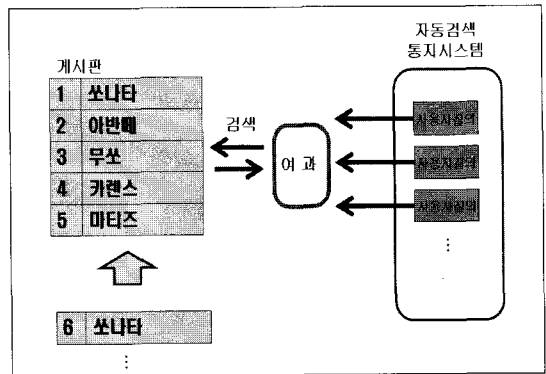 자동검색
통지시스템
게시판
1 쏘나타
2 아반떼
3 무쏘
4 카렌스
5 마티즈
검색
여 과
사용자질의
사용자질의
사용자질의
⋮
6 쏘나타
⋮